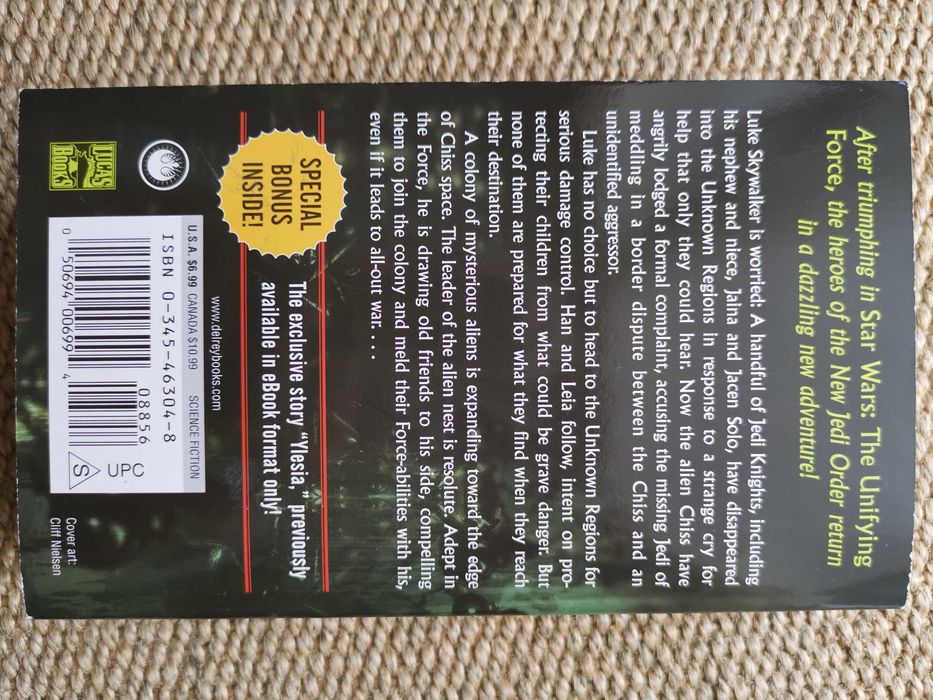 After triumphing in Star Wars: The Unifying
Force, the heroes of the New Jedi Order return
in a dazzling new adventure!
Luke Skywalker is worried: A handful of Jedi Knights, including
his nephew and niece, Jaina and Jacen Solo, have disappeared
into the Unknown Regions in response to a strange cry for
help that only they could hear. Now the alien Chiss have
angrily lodged a formal complaint, accusing the missing Jedi of
meddling in a border dispute between the Chiss and an
unidentified aggressor.
Luke has no choice but to head to the Unknown Regions for
serious damage control. Han and Leia follow, intent on pro-
tecting their children from what could be grave danger. But
none of them are prepared for what they find when they reach
their destination.
A colony of mysterious aliens is expanding toward the edge
of Chiss space. The leader of the alien nest is resolute. Adept in
the Force, he is drawing old friends to his side, compelling
them to join the colony and meld their Force-abilities with his,
even if it leads to all-out war. . . .
SPECIAL
BONUS
INSIDE!
The exclusive story “Ylesia,” previously
available in eBook format only!
www.delreybooks.com
U.S.A. $6.99 CANADA $10.99 SCIENCE FICTION
ISBN 0-345-46304-8
0 50694 00699 4
08856
S UPC
LUCAS
BOOKS
Cover art:
Cliff Nielsen